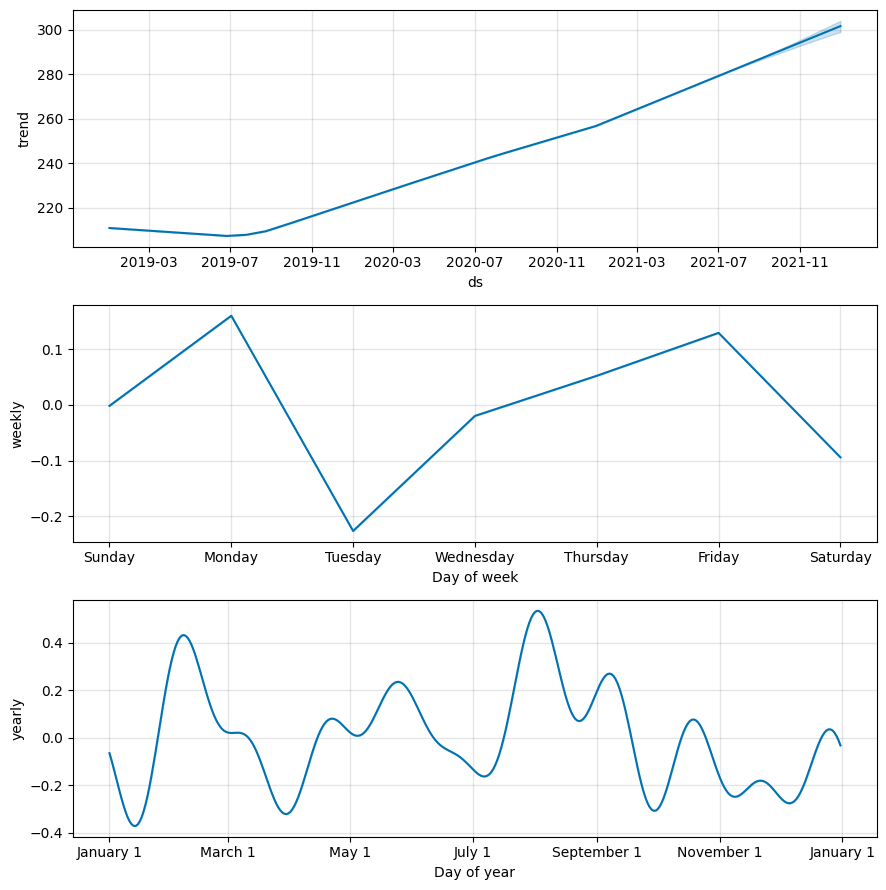 300
280
260
240
220
trend
2019-03 2019-07 2019-11 2020-03 2020-07 2020-11 2021-03 2021-07 2021-11
ds
0.1
0.0
−0.1
−0.2
weekly
Sunday Monday Tuesday Wednesday Thursday Friday Saturday
Day of week
0.4
0.2
0.0
−0.2
−0.4
yearly
January 1 March 1 May 1 July 1 September 1 November 1 January 1
Day of year